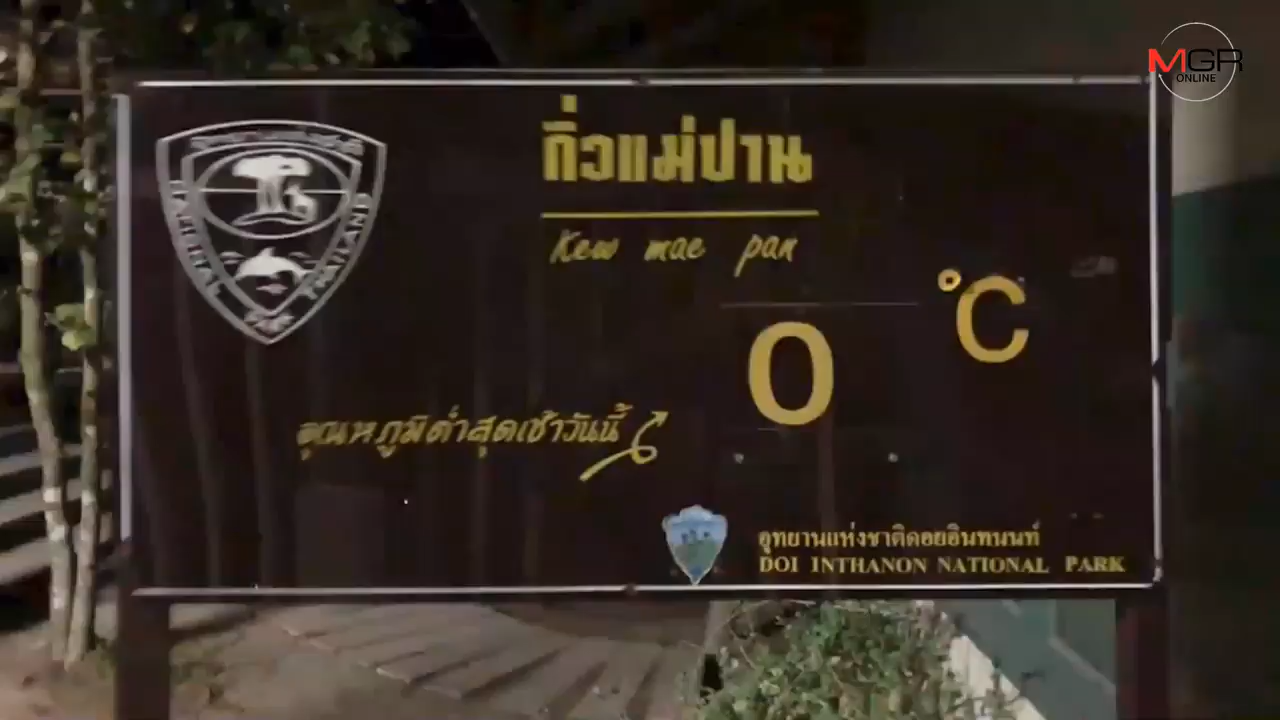 MGR
ONLINE
กิ่วแม่ปาน
Kew mae pan
NATIONAL
THAILAND
°C
0
อุณหภูมิต่ำสุดเช้าวันนี้
อุทยานแห่งชาติดอยอินทนนท์
DOI INTHANON NATIONAL PARK